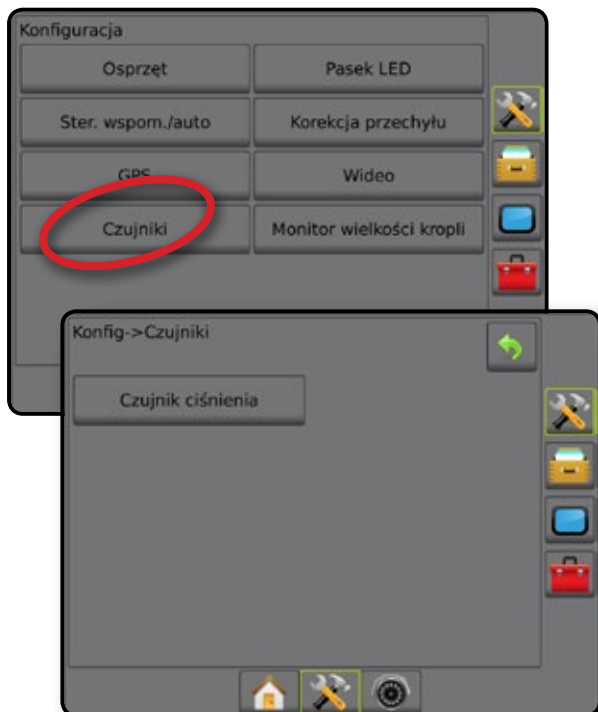 Konfiguracja
Osprzęt Pasek LED
Ster. wspom./auto Korekcja przechyłu
GPS Wideo
Czujniki Monitor wielkości kropli
Konfig->Czujniki
Czujnik ciśnienia